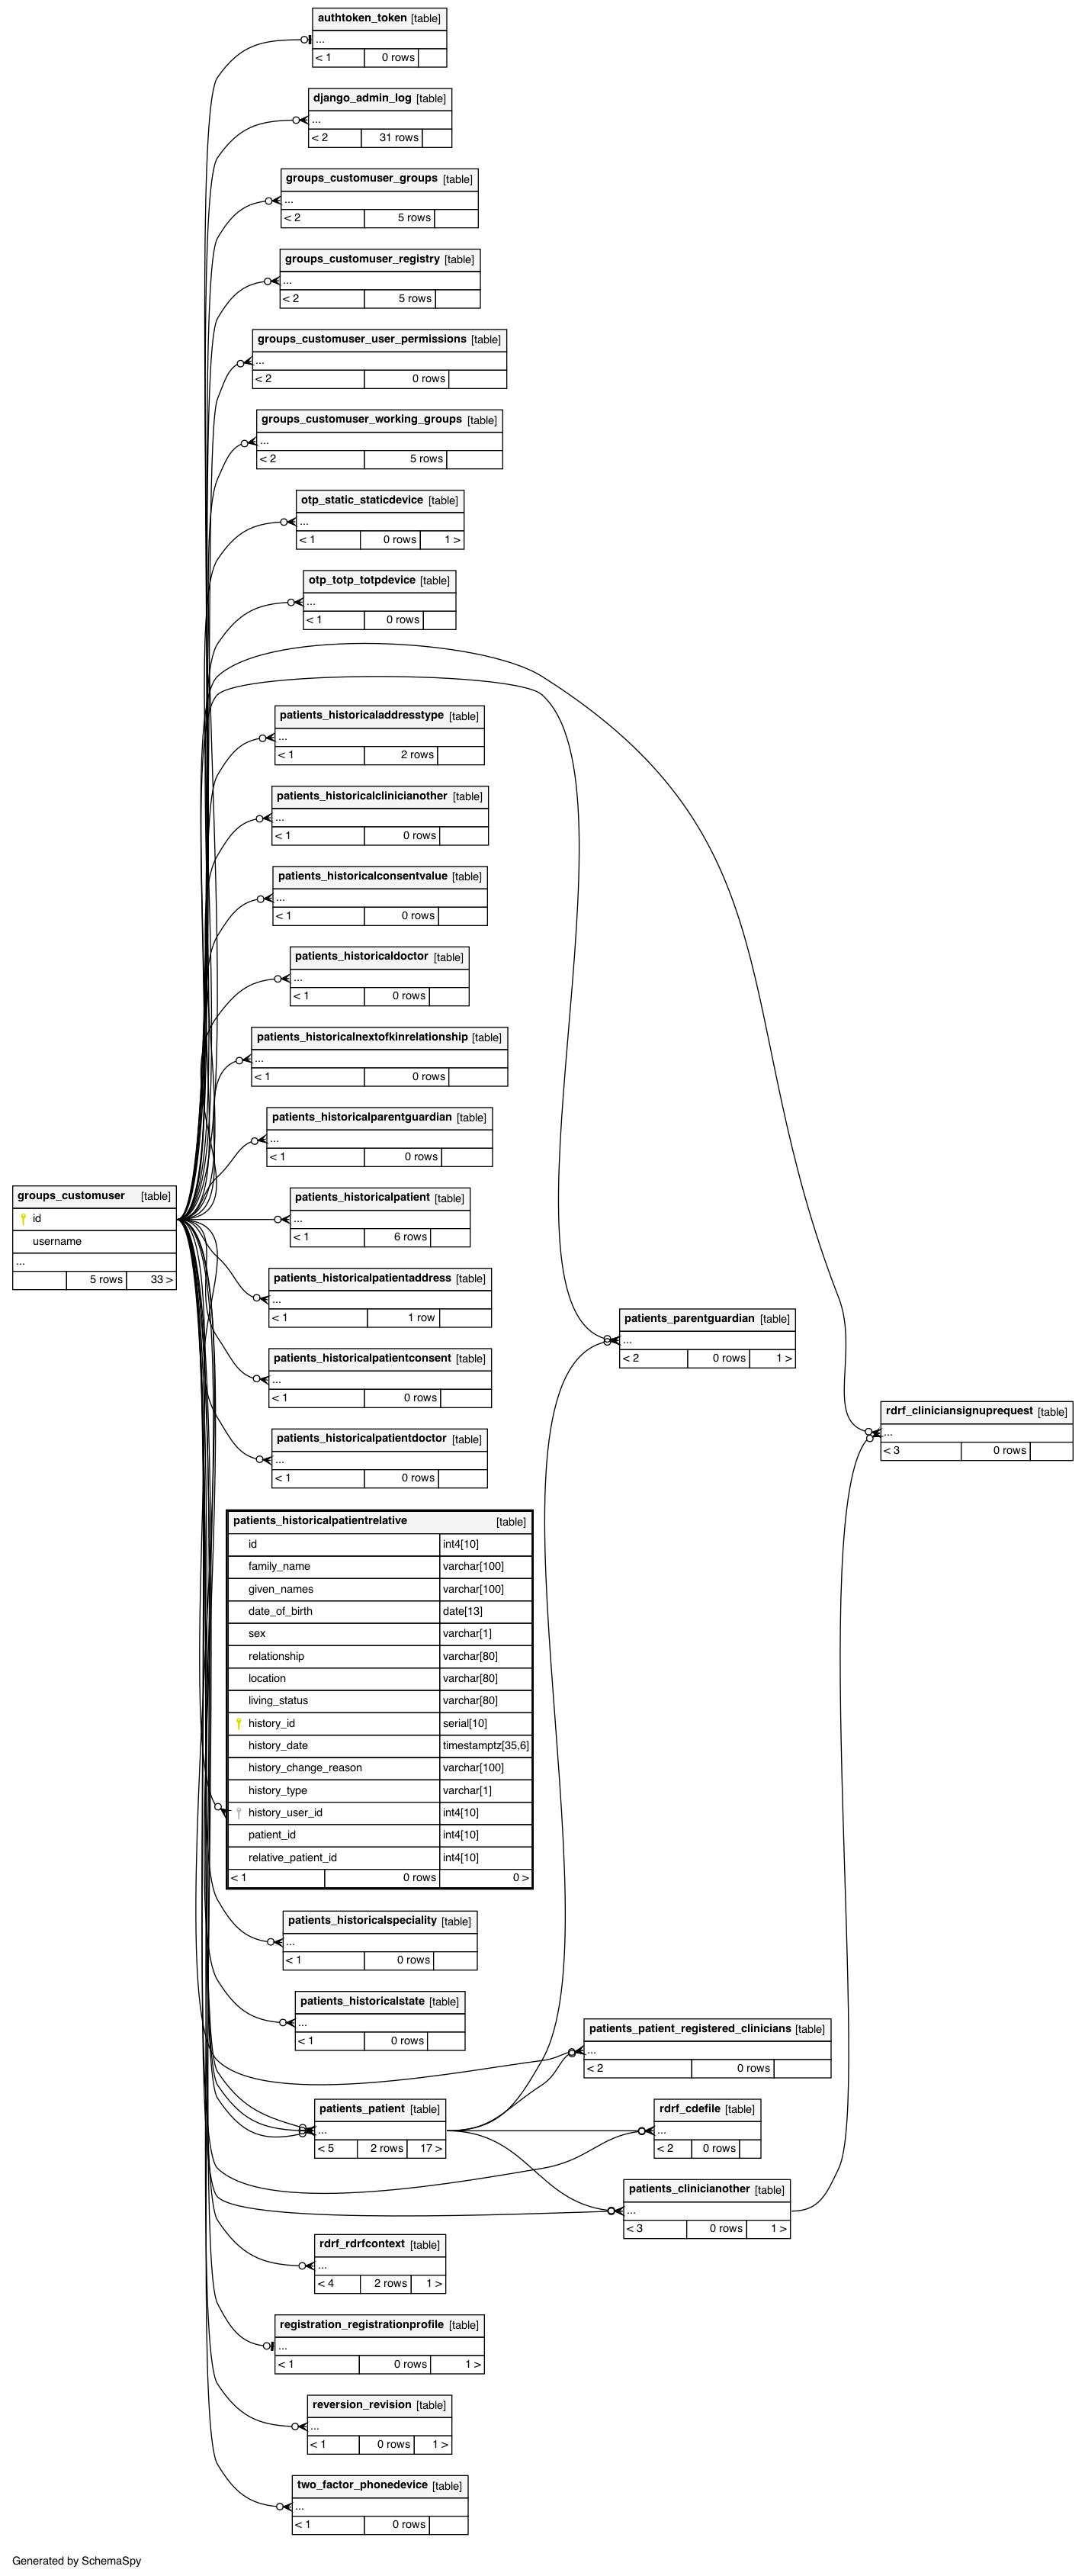 authtoken_token [table]
...
< 1 0 rows
django_admin_log [table]
...
< 2 31 rows
groups_customuser_groups [table]
...
< 2 5 rows
groups_customuser_registry [table]
...
< 2 5 rows
groups_customuser_user_permissions [table]
...
< 2 0 rows
groups_customuser_working_groups [table]
...
< 2 5 rows
otp_static_staticdevice [table]
...
< 1 0 rows 1 >
otp_totp_totpdevice [table]
...
< 1 0 rows
patients_historicaladdresstype [table]
...
< 1 2 rows
patients_historicalclinicianother [table]
...
< 1 0 rows
patients_historicalconsentvalue [table]
...
< 1 0 rows
patients_historicaldoctor [table]
...
< 1 0 rows
patients_historicalnextofkinrelationship [table]
...
< 1 0 rows
patients_historicalparentguardian [table]
...
< 1 0 rows
groups_customuser [table]
id
username
...
5 rows 33 >
patients_historicalpatient [table]
...
< 1 6 rows
patients_historicalpatientaddress [table]
...
< 1 1 row
patients_parentguardian [table]
...
< 2 0 rows 1 >
patients_historicalpatientconsent [table]
...
< 1 0 rows
rdrf_cliniciansignuprequest [table]
...
< 3 0 rows
patients_historicalpatientdoctor [table]
...
< 1 0 rows
patients_historicalpatientrelative [table]
id int4[10]
family_name varchar[100]
given_names varchar[100]
date_of_birth date[13]
sex varchar[1]
relationship varchar[80]
location varchar[80]
living_status varchar[80]
history_id serial[10]
history_date timestamptz[35,6]
history_change_reason varchar[100]
history_type varchar[1]
history_user_id int4[10]
patient_id int4[10]
relative_patient_id int4[10]
< 1 0 rows 0 >
patients_historicalspeciality [table]
...
< 1 0 rows
patients_historicalstate [table]
...
< 1 0 rows
patients_patient_registered_clinicians [table]
...
< 2 0 rows
patients_patient [table]
...
< 5 2 rows 17 >
rdrf_cdefile [table]
...
< 2 0 rows
patients_clinicianother [table]
...
< 3 0 rows 1 >
rdrf_rdrfcontext [table]
...
< 4 2 rows 1 >
registration_registrationprofile [table]
...
< 1 0 rows 1 >
reversion_revision [table]
...
< 1 0 rows 1 >
two_factor_phonedevice [table]
...
< 1 0 rows
Generated by SchemaSpy